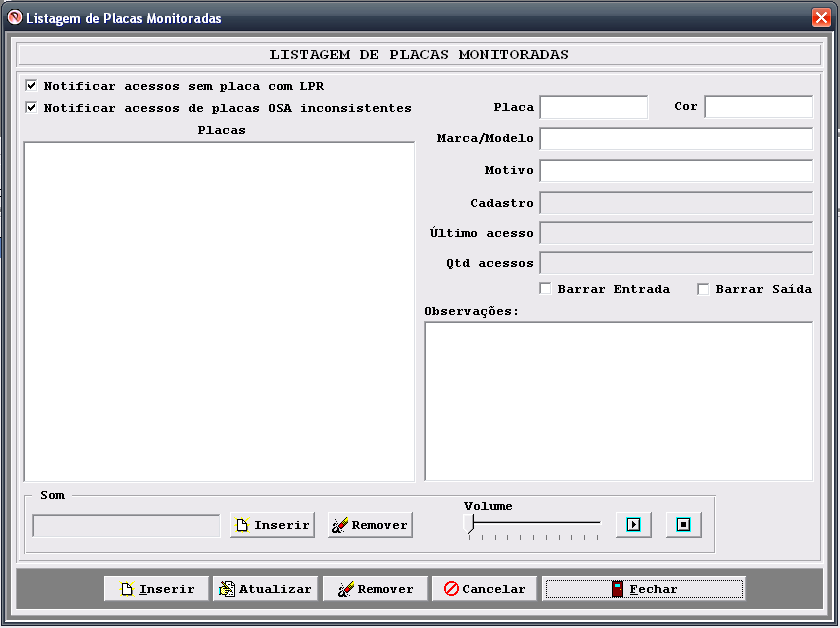 Listagem de Placas Monitoradas
LISTAGEM DE PLACAS MONITORADAS
Notificar acessos sem placa com LPR
Notificar acessos de placas OSA inconsistentes
Placas
Placa
Cor
Marca/Modelo
Motivo
Cadastro
Último acesso
Qtd acessos
Barrar Entrada
Barrar Saída
Observações:
Som
Inserir
Remover
Volume
Inserir
Atualizar
Remover
Cancelar
Fechar